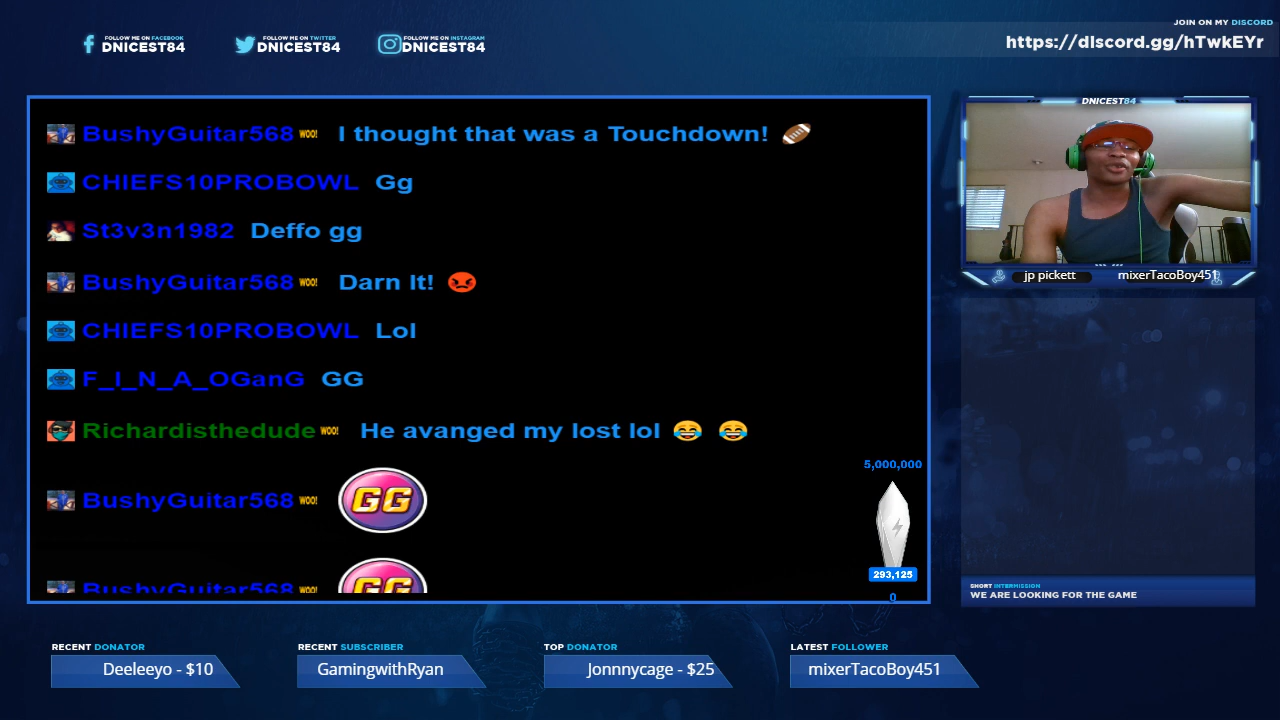 FOLLOW ME ON FACEBOOK
DNICEST84
FOLLOW ME ON TWITTER
DNICEST84
FOLLOW ME ON INSTAGRAM
DNICEST84
JOIN ON MY DISCORD
https://discord.gg/hTwkEYr
BushyGuitar568 WOO! I thought that was a Touchdown! 🏈
CHIEFS10PROBOWL Gg
St3v3n1982 Deffo gg
BushyGuitar568 WOO! Darn It! 😡
CHIEFS10PROBOWL Lol
F_I_N_A_OGanG GG
Richardisthedude WOO! He avanged my lost lol 😂 😂
BushyGuitar568 WOO! GG
BushyGuitar568 WOO! GG
5,000,000
293,125
0
DNICEST84
jp pickett
mixerTacoBoy451
SHORT INTERMISSION
WE ARE LOOKING FOR THE GAME
RECENT DONATOR
Deeleeyo - $10
RECENT SUBSCRIBER
GamingwithRyan
TOP DONATOR
Jonnnycage - $25
LATEST FOLLOWER
mixerTacoBoy451